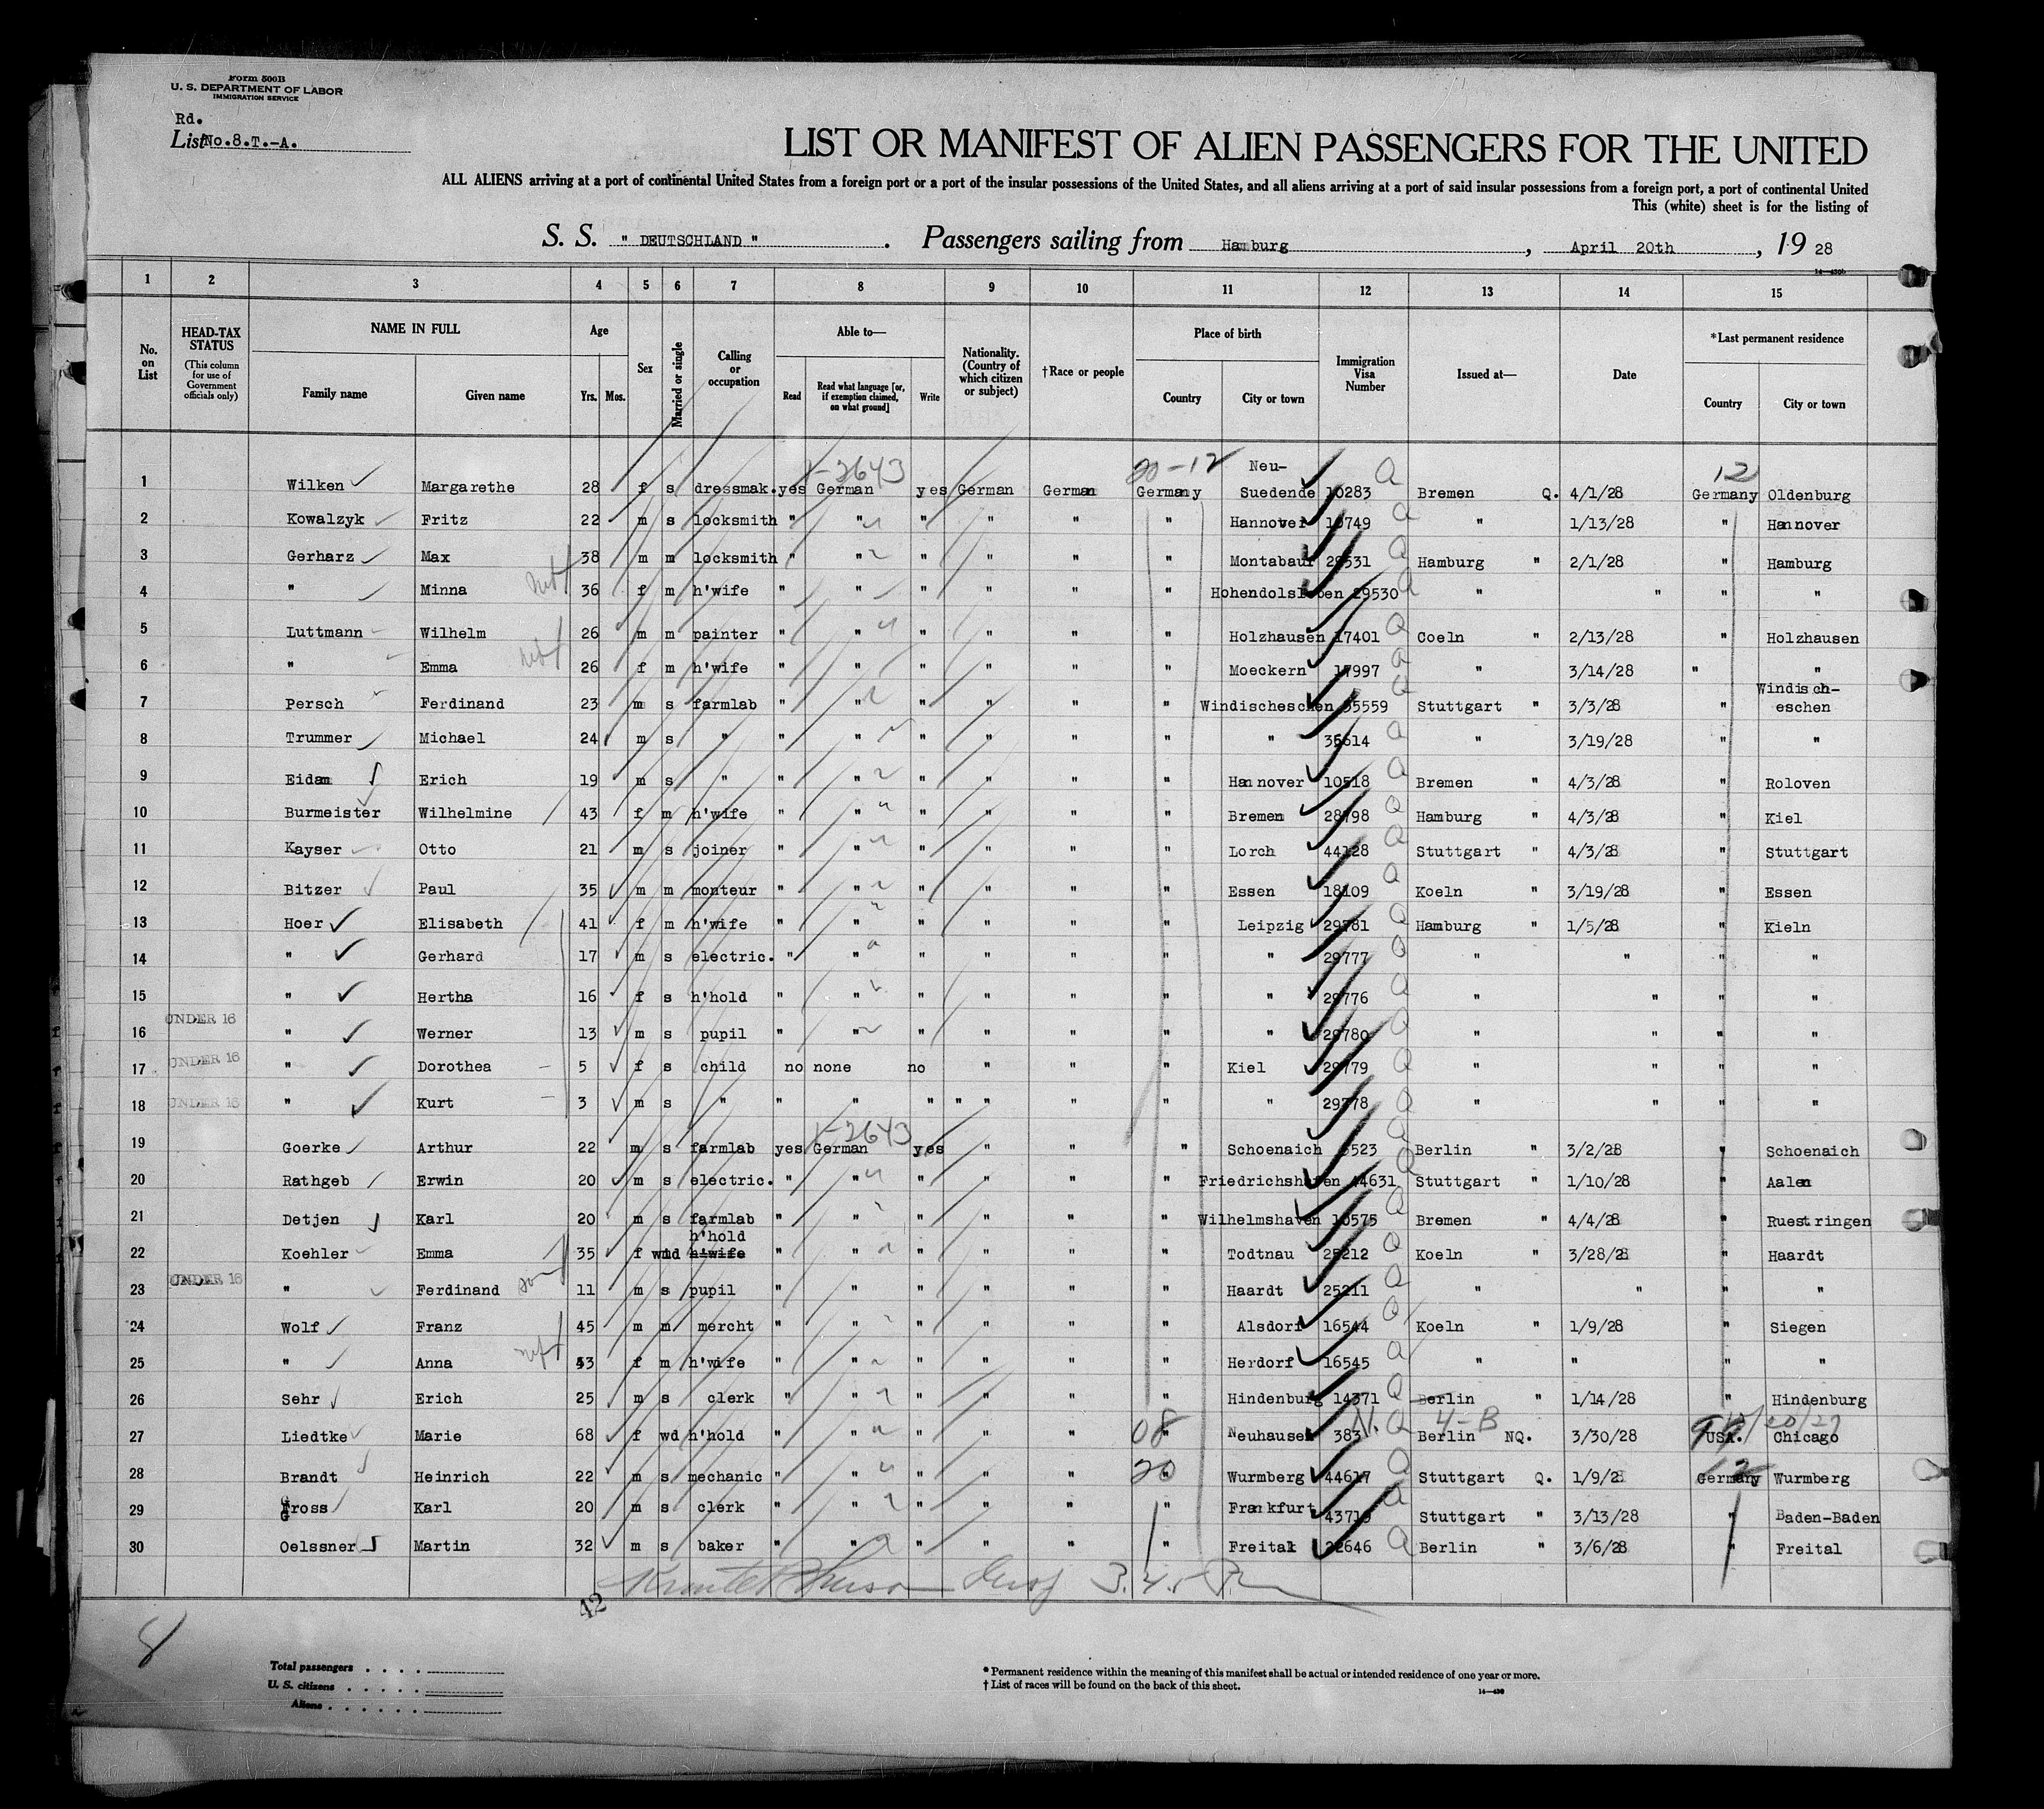 Form 500B
U. S. DEPARTMENT OF LABOR
IMMIGRATION SERVICE
Rd.
List No.8.T.-A.
LIST OR MANIFEST OF ALIEN PASSENGERS FOR THE UNITED
ALL ALIENS arriving at a port of continental United States from a foreign port or a port of the insular possessions of the United States, and all aliens arriving at a port of said insular possessions from a foreign port, a port of continental United
This (white) sheet is for the listing of
S. S. " DEUTSCHLAND " . Passengers sailing from Hamburg , April 20th , 19 28
14—430b
1 2 3 4 5 6 7 8 9 10 11 12 13 14 15
No. on List
HEAD-TAX STATUS (This column for use of Government officials only)
NAME IN FULL Family name Given name
Age Yrs. Mos.
Sex
Married or single
Calling or occupation
Able to— Read Read what language [or, if exemption claimed, on what ground] Write
Nationality. (Country of which citizen or subject)
†Race or people
Place of birth Country City or town
Immigration Visa Number
Issued at—
Date
*Last permanent residence Country City or town
2643 20-12 12
1 Wilken Margarethe 28 f s dressmak. yes German yes German German Germany Neu-Suedende 10283 Bremen Q. 4/1/28 Germany Oldenburg
2 Kowalzyk Fritz 22 m s locksmith " " " " " " Hannover 10749 " 1/13/28 " Hannover
3 Gerharz Max 38 m m locksmith " " " " " " Montabaur 29531 Hamburg " 2/1/28 " Hamburg
4 " Minna 36 f m h'wife " " " " " " Hohendolsleben 29530 " " " "
5 Luttmann Wilhelm 26 m m painter " " " " " " Holzhausen 17401 Coeln " 2/13/28 " Holzhausen
6 " Emma 26 f m h'wife " " " " " " Moeckern 17997 " 3/14/28 " "
7 Persch Ferdinand 23 m s farmlab " " " " " " Windischeschen 35559 Stuttgart " 3/3/28 " Windisch-eschen
8 Trummer Michael 24 m s " " " " " " " " 35614 " 3/19/28 " "
9 Eidam Erich 19 m s " " " " " " " Hannover 10518 Bremen " 4/3/28 " Roloven
10 Burmeister Wilhelmine 43 f m h'wife " " " " " " Bremen 28798 Hamburg " 4/3/28 " Kiel
11 Kayser Otto 21 m s joiner " " " " " " Lorch 44128 Stuttgart " 4/3/28 " Stuttgart
12 Bitzer Paul 35 m m monteur " " " " " " Essen 18109 Koeln " 3/19/28 " Essen
13 Hoer Elisabeth 41 f m h'wife " " " " " " Leipzig 29781 Hamburg " 1/5/28 " Kieln
14 " Gerhard 17 m s electric. " " " " " " " 29777 " " " "
15 " Hertha 16 f s h'hold " " " " " " " 29776 " " " "
UNDER 16
16 " Werner 13 m s pupil " " " " " " " 29780 " " " "
UNDER 16
17 " Dorothea 5 f s child no none no " " " Kiel 29779 " " " "
UNDER 16
18 " Kurt 3 m s " " " " " " " " " 29778 " " " "
2643
19 Goerke Arthur 22 m s farmlab yes German yes " " " Schoenaich 3523 Berlin " 3/2/28 " Schoenaich
20 Rathgeb Erwin 20 m s electric. " " " " " " Friedrichshafen 44631 Stuttgart " 1/10/28 " Aalen
21 Detjen Karl 20 m s farmlab " " " " " " Wilhelmshaven 10575 Bremen " 4/4/28 " Ruestringen
h'hold
22 Koehler Emma 35 f wid h'wife " " " " " " Todtnau 25212 Koeln " 3/28/28 " Haardt
UNDER 16
23 " Ferdinand 11 m s pupil " " " " " " Haardt 25211 " " " "
24 Wolf Franz 45 m m mercht " " " " " " Alsdorf 16544 Koeln " 1/9/28 " Siegen
25 " Anna 43 f m h'wife " " " " " " Herdorf 16545 " " " "
26 Sehr Erich 25 m s clerk " " " " " " Hindenburg 14371 Berlin " 1/14/28 " Hindenburg
08 N. 4-B
27 Liedtke Marie 68 f wd h'hold " " " " " " Neuhausen 383 Berlin NQ. 3/30/28 USA. Chicago
20 12
28 Brandt Heinrich 22 m s mechanic " " " " " " Wurmberg 44617 Stuttgart Q. 1/9/28 Germany Wurmberg
29 Gross Karl 20 m s clerk " " " " " " Frankfurt 43715 Stuttgart " 3/13/28 " Baden-Baden
30 Oelssner Martin 32 m s baker " " " " " " Freital 22646 Berlin " 3/6/28 " Freital
42
8
Total passengers
U. S. citizens
Aliens
* Permanent residence within the meaning of this manifest shall be actual or intended residence of one year or more.
† List of races will be found on the back of this sheet.
14—430